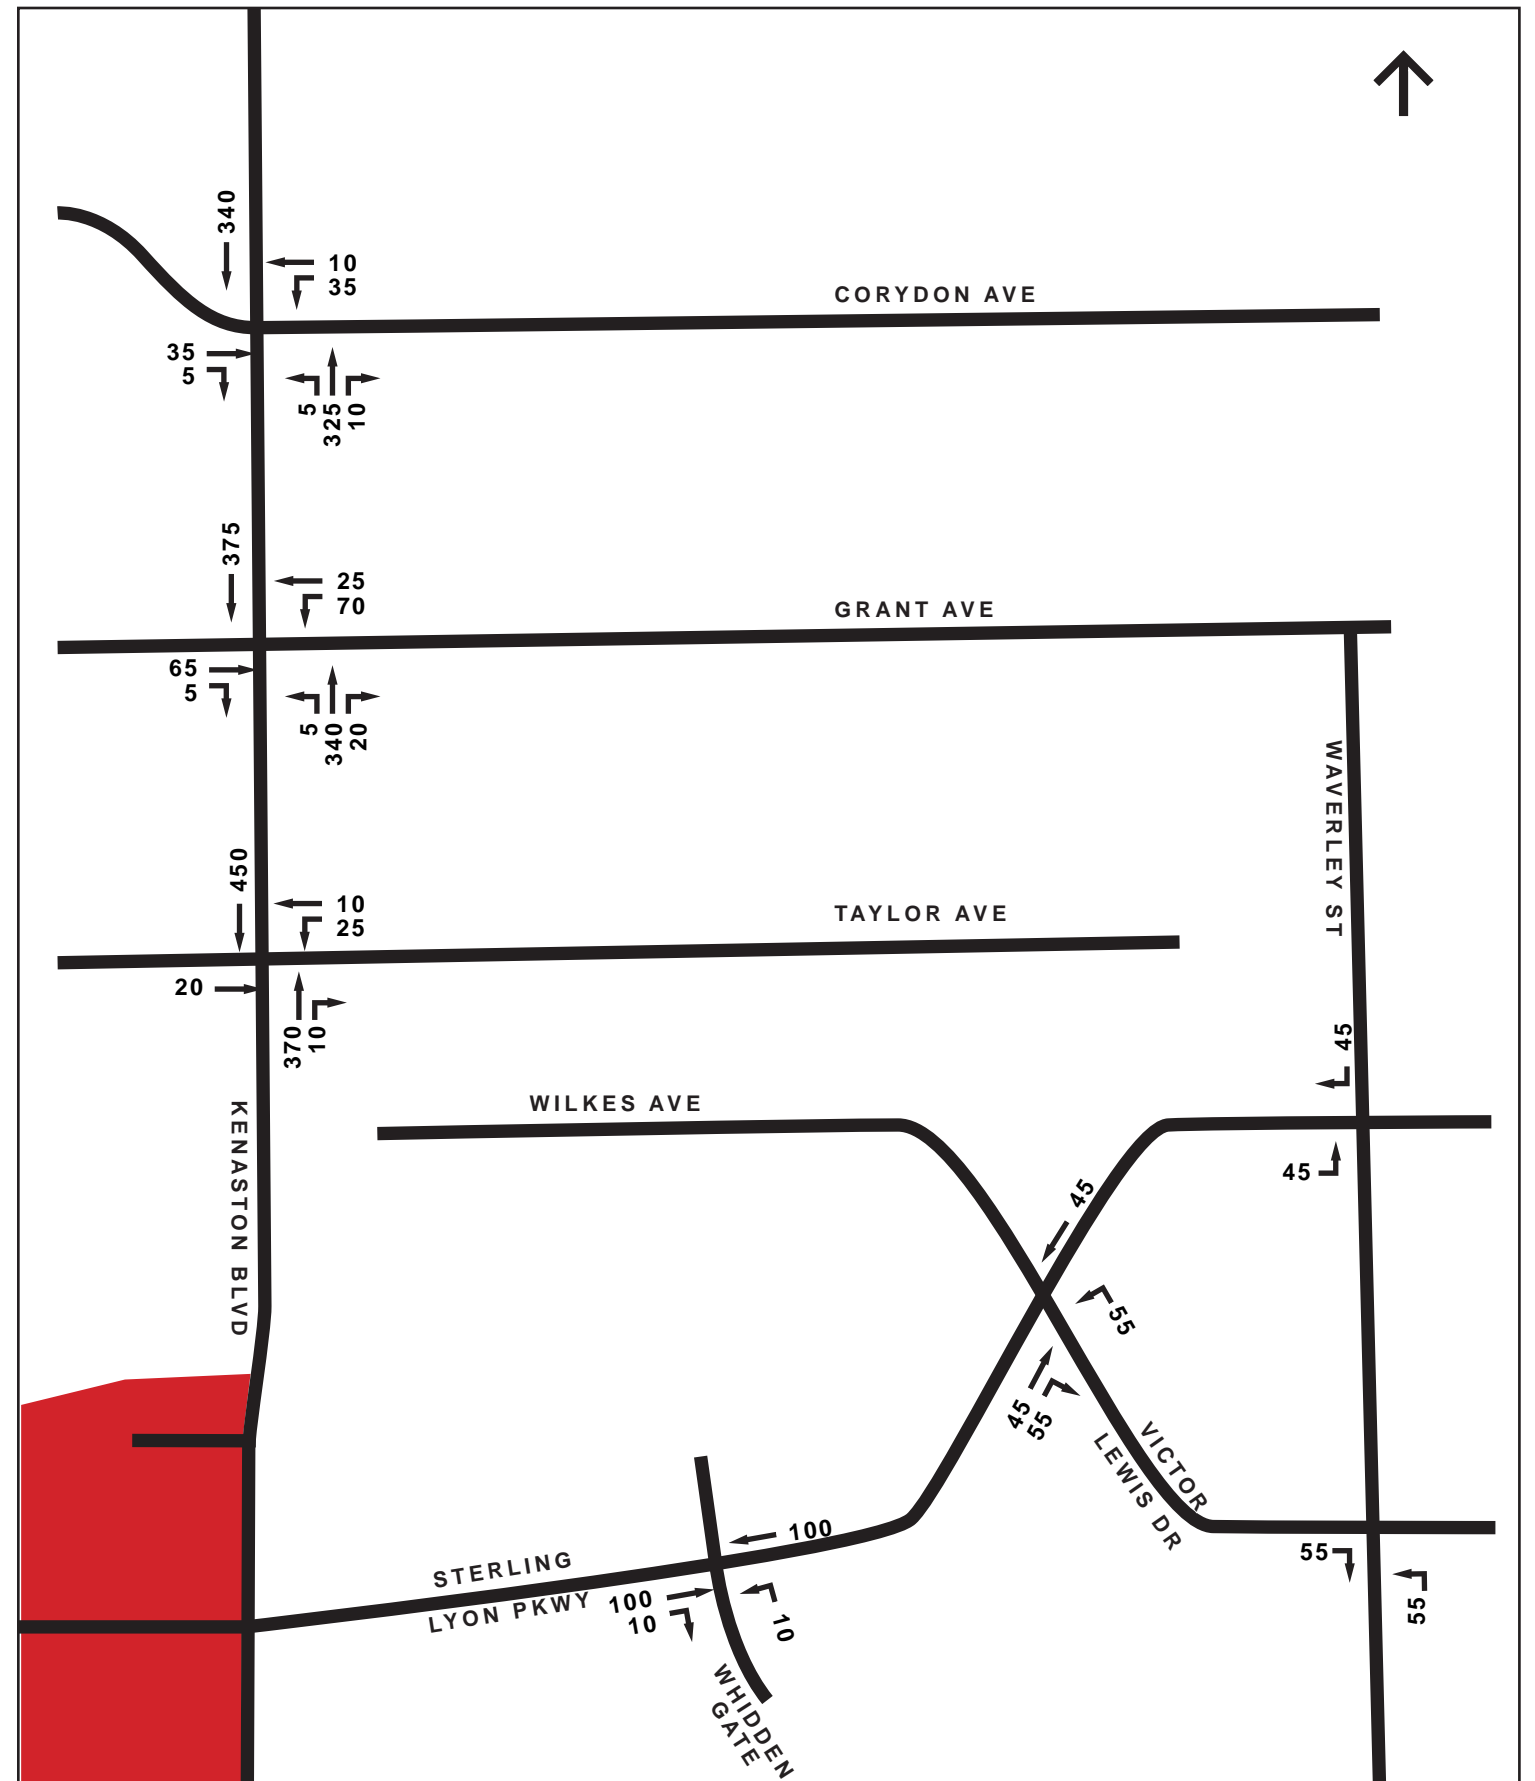 340
10
35
CORYDON AVE
35
5
5
325
10
375
25
70
GRANT AVE
65
5
5
340
20
WAVERLEY ST
450
10
25
TAYLOR AVE
20
370
10
45
KENASTON BLVD
WILKES AVE
45
45
55
45
55
VICTOR
LEWIS DR
100
STERLING
LYON PKWY
100
10
10
55
55
WHIDDEN
GATE